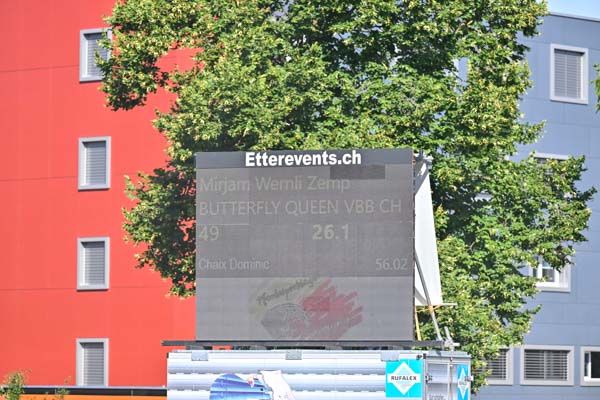 Etterevents.ch
Mirjam Wernli Zemp
BUTTERFLY QUEEN VBB CH
49 26.1
Chaix Dominic 56.02
RUFALEX